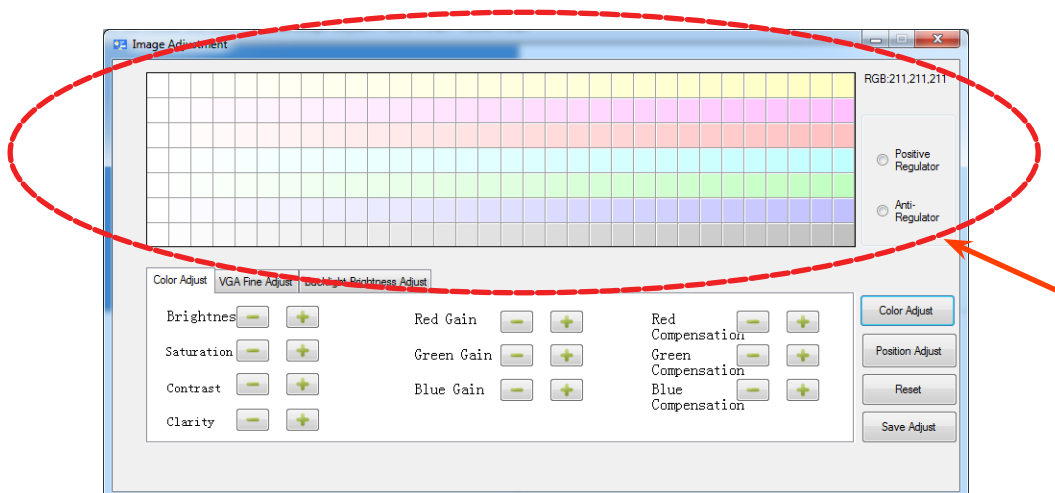 Image Adjustment
RGB:211,211,211
Positive
Regulator
Anti-
Regulator
Color Adjust
VGA Fine Adjust
Backlight Brightness Adjust
Brightnes
Saturation
Contrast
Clarity
Red Gain
Green Gain
Blue Gain
Red
Compensation
Green
Compensation
Blue
Compensation
Color Adjust
Position Adjust
Reset
Save Adjust